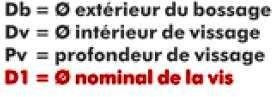 Db = Ø extérieur du bossage
Dv = Ø intérieur de vissage
Pv = profondeur de vissage
D1 = Ø nominal de la vis